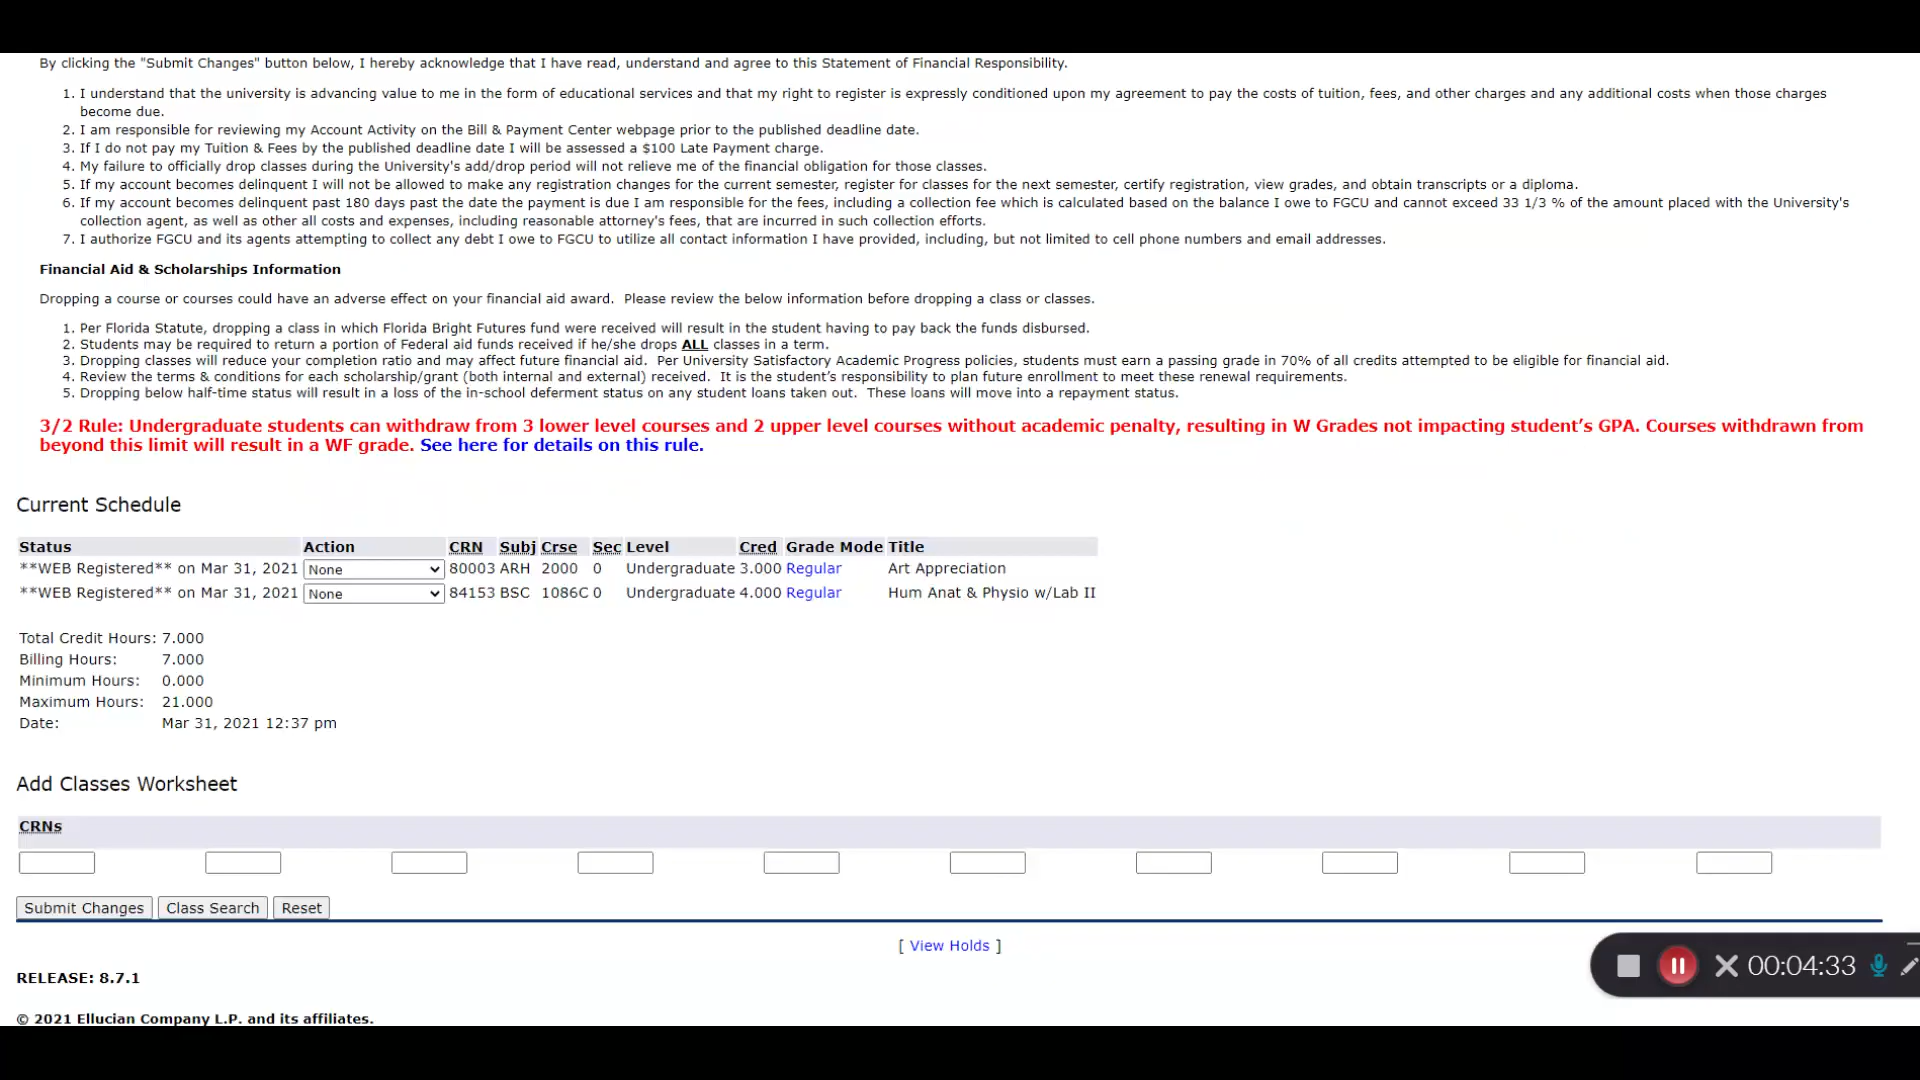 By clicking the "Submit Changes" button below, I hereby acknowledge that I have read, understand and agree to this Statement of Financial Responsibility.
1. I understand that the university is advancing value to me in the form of educational services and that my right to register is expressly conditioned upon my agreement to pay the costs of tuition, fees, and other charges and any additional costs when those charges
become due.
2. I am responsible for reviewing my Account Activity on the Bill & Payment Center webpage prior to the published deadline date.
3. If I do not pay my Tuition & Fees by the published deadline date I will be assessed a $100 Late Payment charge.
4. My failure to officially drop classes during the University's add/drop period will not relieve me of the financial obligation for those classes.
5. If my account becomes delinquent I will not be allowed to make any registration changes for the current semester, register for classes for the next semester, certify registration, view grades, and obtain transcripts or a diploma.
6. If my account becomes delinquent past 180 days past the date the payment is due I am responsible for the fees, including a collection fee which is calculated based on the balance I owe to FGCU and cannot exceed 33 1/3 % of the amount placed with the University's
collection agent, as well as other all costs and expenses, including reasonable attorney's fees, that are incurred in such collection efforts.
7. I authorize FGCU and its agents attempting to collect any debt I owe to FGCU to utilize all contact information I have provided, including, but not limited to cell phone numbers and email addresses.
Financial Aid & Scholarships Information
Dropping a course or courses could have an adverse effect on your financial aid award. Please review the below information before dropping a class or classes.
1. Per Florida Statute, dropping a class in which Florida Bright Futures fund were received will result in the student having to pay back the funds disbursed.
2. Students may be required to return a portion of Federal aid funds received if he/she drops ALL classes in a term.
3. Dropping classes will reduce your completion ratio and may affect future financial aid. Per University Satisfactory Academic Progress policies, students must earn a passing grade in 70% of all credits attempted to be eligible for financial aid.
4. Review the terms & conditions for each scholarship/grant (both internal and external) received. It is the student’s responsibility to plan future enrollment to meet these renewal requirements.
5. Dropping below half-time status will result in a loss of the in-school deferment status on any student loans taken out. These loans will move into a repayment status.
3/2 Rule: Undergraduate students can withdraw from 3 lower level courses and 2 upper level courses without academic penalty, resulting in W Grades not impacting student’s GPA. Courses withdrawn from
beyond this limit will result in a WF grade. See here for details on this rule.
Current Schedule
Status Action CRN Subj Crse Sec Level Cred Grade Mode Title
**WEB Registered** on Mar 31, 2021 None 80003 ARH 2000 0 Undergraduate 3.000 Regular Art Appreciation
**WEB Registered** on Mar 31, 2021 None 84153 BSC 1086C 0 Undergraduate 4.000 Regular Hum Anat & Physio w/Lab II
Total Credit Hours: 7.000
Billing Hours: 7.000
Minimum Hours: 0.000
Maximum Hours: 21.000
Date: Mar 31, 2021 12:37 pm
Add Classes Worksheet
CRNs
Submit Changes Class Search Reset
[ View Holds ]
00:04:33
RELEASE: 8.7.1
© 2021 Ellucian Company L.P. and its affiliates.